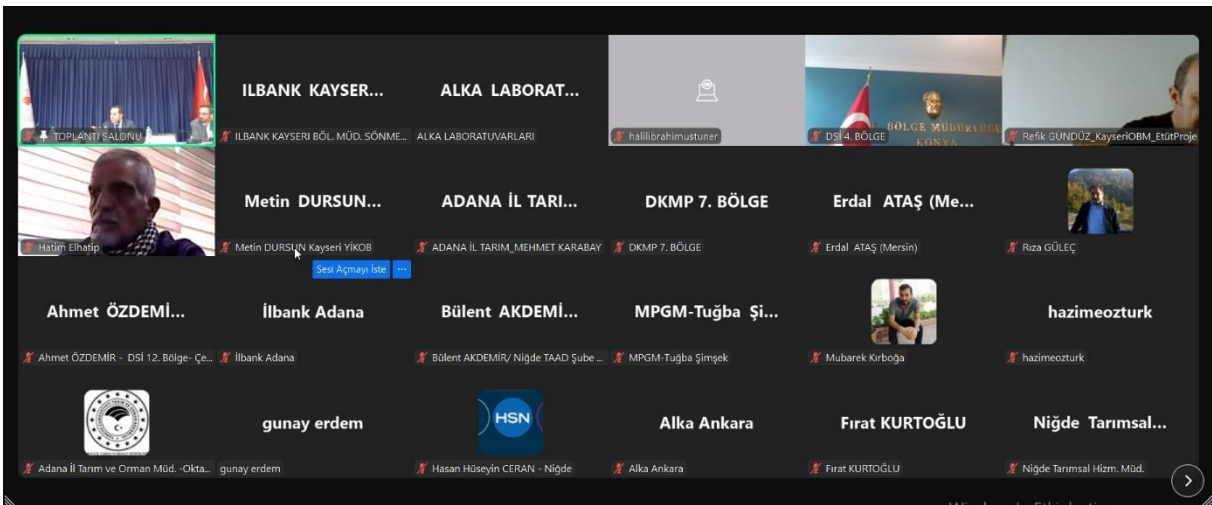 TOPLANTI SALONU
ILBANK KAYSER...
ILBANK KAYSERI BÖL. MÜD. SÖNME...
ALKA LABORAT...
ALKA LABORATUVARLARI
halilibrahimustuner
BÖLGE MÜDÜRLÜĞÜ
KONYA
DSİ 4. BÖLGE
Refik GÜNDÜZ_KayseriOBM_EtütProje
Hatim Elhatip
Metin DURSUN...
Metin DURSUN Kayseri YİKOB
Sesi Açmayı İste ...
ADANA İL TARI...
ADANA İL TARIM_MEHMET KARABAY
DKMP 7. BÖLGE
DKMP 7. BÖLGE
Erdal ATAŞ (Me...
Erdal ATAŞ (Mersin)
Rıza GÜLEÇ
Ahmet ÖZDEMİ...
Ahmet ÖZDEMİR - DSİ 12. Bölge- Çe...
İlbank Adana
İlbank Adana
Bülent AKDEMİ...
Bülent AKDEMİR/ Niğde TAAD Şube ...
MPGM-Tuğba Şi...
MPGM-Tuğba Şimşek
Mubarek Kırboğa
hazimeozturk
hazimeozturk
Adana İl Tarım ve Orman Müd. -Okta...
gunay erdem
gunay erdem
HSN
Hasan Hüseyin CERAN - Niğde
Alka Ankara
Alka Ankara
Fırat KURTOĞLU
Fırat KURTOĞLU
Niğde Tarımsal...
Niğde Tarımsal Hizm. Müd.